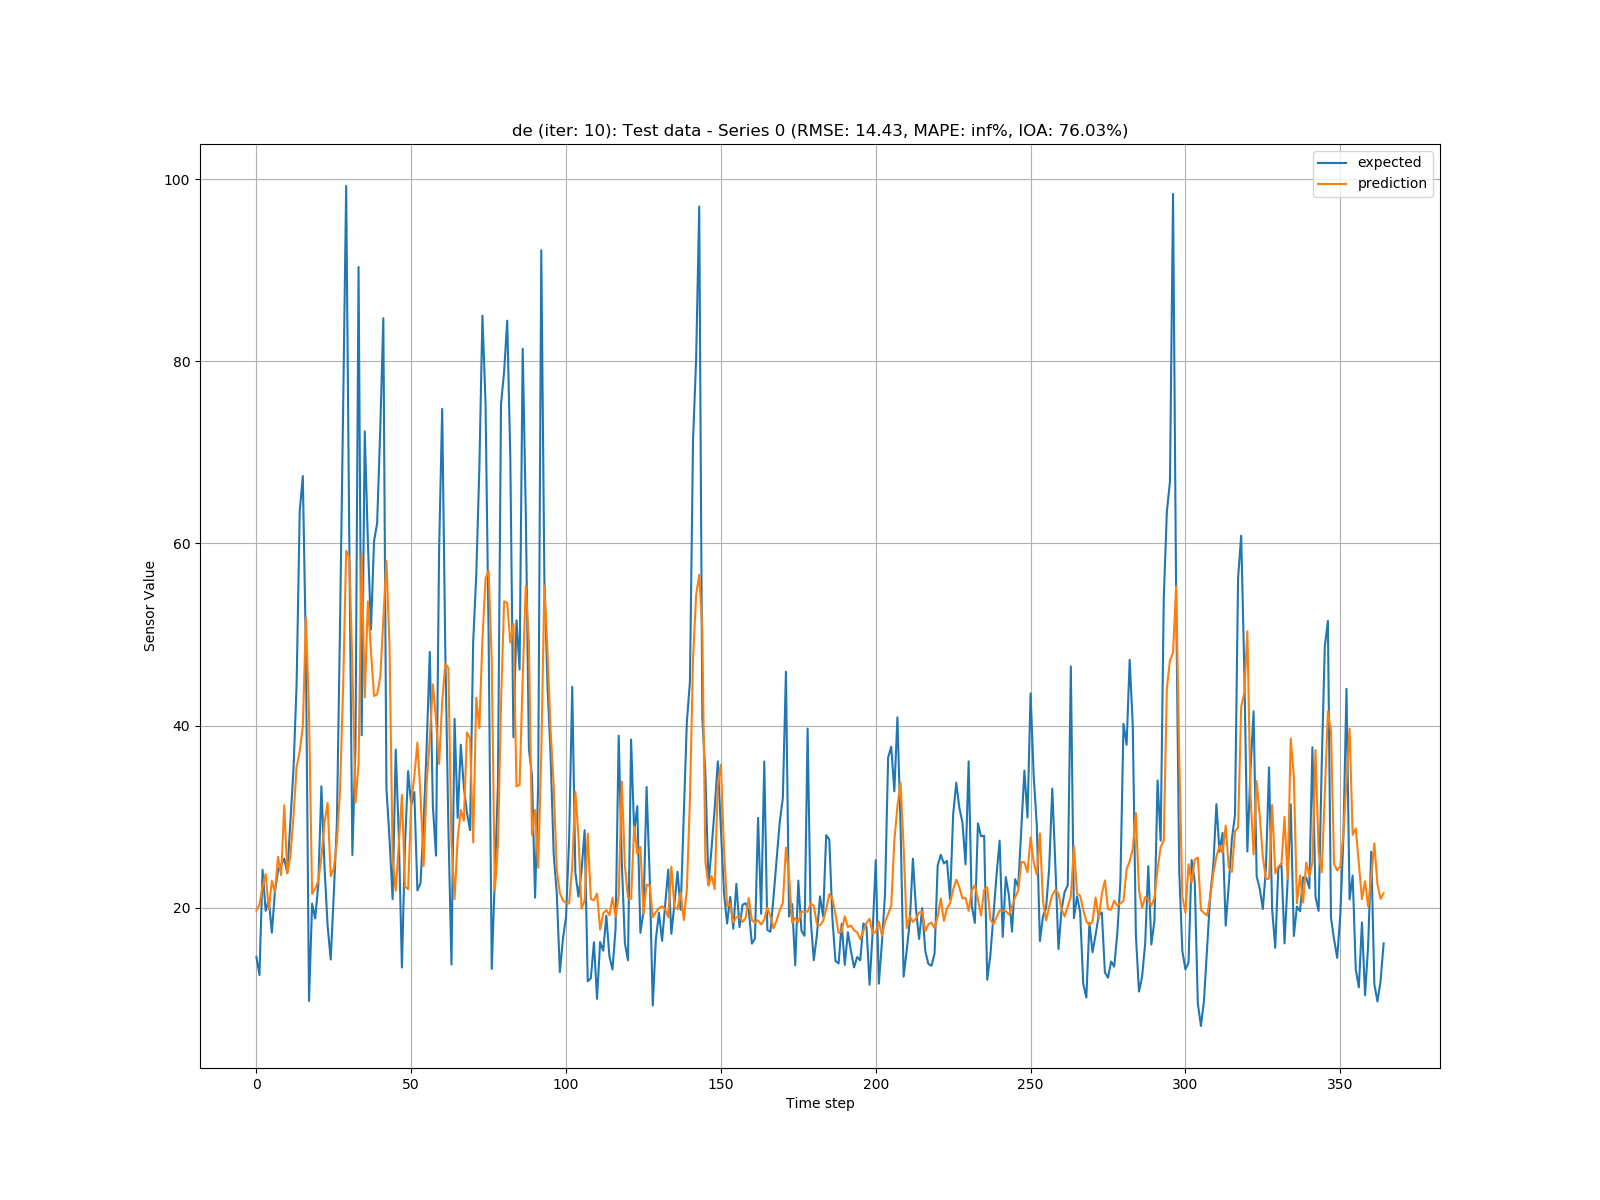 de (iter: 10): Test data - Series 0 (RMSE: 14.43, MAPE: inf%, IOA: 76.03%)
expected
prediction
100
80
60
40
20
Sensor Value
0 50 100 150 200 250 300 350
Time step